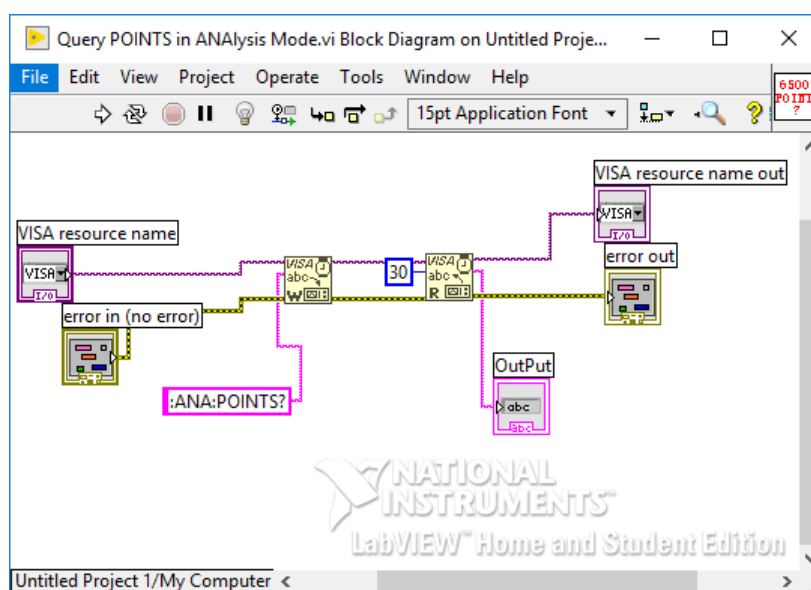 Query POINTS in ANAlysis Mode.vi Block Diagram on Untitled Proje...
File Edit View Project Operate Tools Window Help
6500
POINT
?
15pt Application Font
VISA resource name out
VISA
I/O
VISA resource name
VISA
I/O
error out
error in (no error)
VISA
abc
W
30
VISA
abc
R
OutPut
abc
abc
:ANA:POINTS?
NATIONAL
INSTRUMENTS™
LabVIEW™ Home and Student Edition
Untitled Project 1/My Computer